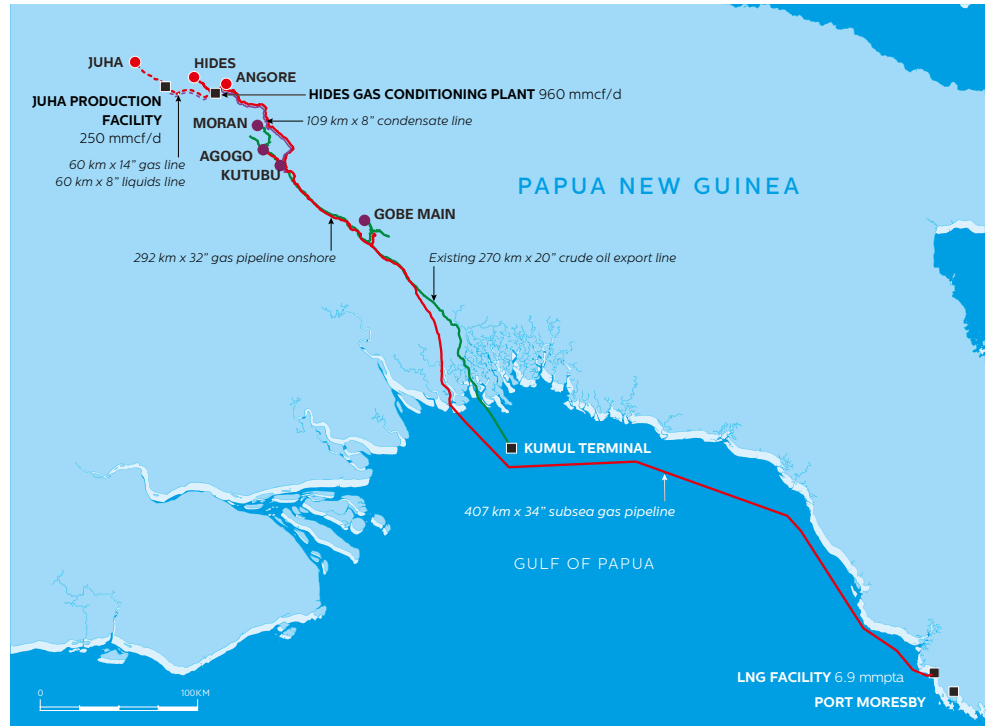 JUHA
HIDES
ANGORE
JUHA PRODUCTION
FACILITY
250 mmcf/d
HIDES GAS CONDITIONING PLANT 960 mmcf/d
109 km x 8” condensate line
MORAN
60 km x 14” gas line
60 km x 8” liquids line
AGOGO
KUTUBU
PAPUA NEW GUINEA
GOBE MAIN
292 km x 32” gas pipeline onshore
Existing 270 km x 20” crude oil export line
KUMUL TERMINAL
407 km x 34” subsea gas pipeline
GULF OF PAPUA
LNG FACILITY 6.9 mmpta
PORT MORESBY
0
100KM